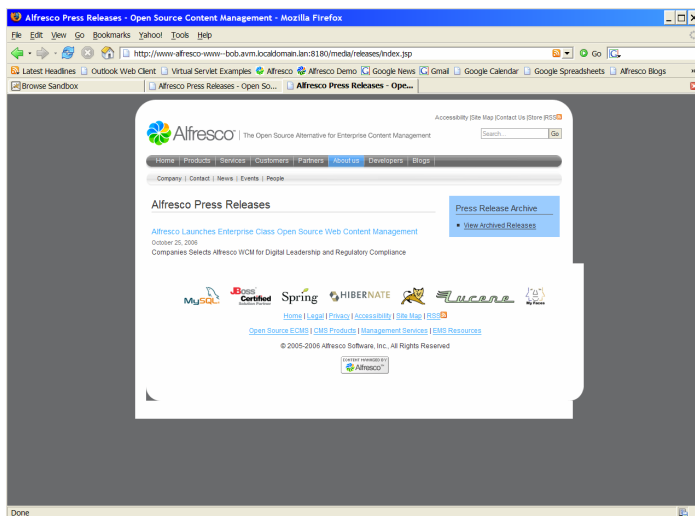 Alfresco Press Releases - Open Source Content Management - Mozilla Firefox
File Edit View Go Bookmarks Yahoo! Tools Help
http://www-alfresco-www--bob.avm.localdomain.lan:8180/media/releases/index.jsp Go
Latest Headlines Outlook Web Client Virtual Servlet Examples Alfresco Alfresco Demo Google News Gmail Google Calendar Google Spreadsheets Alfresco Blogs »
Browse Sandbox Alfresco Press Releases - Open So... Alfresco Press Releases - Ope...
Accessibility |Site Map |Contact Us |Store |RSS
Alfresco™ | The Open Source Alternative for Enterprise Content Management Search... Go
Home | Products | Services | Customers | Partners | About us | Developers | Blogs
Company | Contact | News | Events | People
Alfresco Press Releases
Press Release Archive
View Archived Releases
Alfresco Launches Enterprise Class Open Source Web Content Management
October 25, 2006
Companies Selects Alfresco WCM for Digital Leadership and Regulatory Compliance
MySQL JBoss Certified Solution Partner Spring HIBERNATE Lucene My Faces
Home | Legal | Privacy | Accessibility | Site Map | RSS
Open Source ECMS | CMS Products | Management Services | EMS Resources
© 2005-2006 Alfresco Software, Inc., All Rights Reserved
CONTENT MANAGED BY
Alfresco™
Done